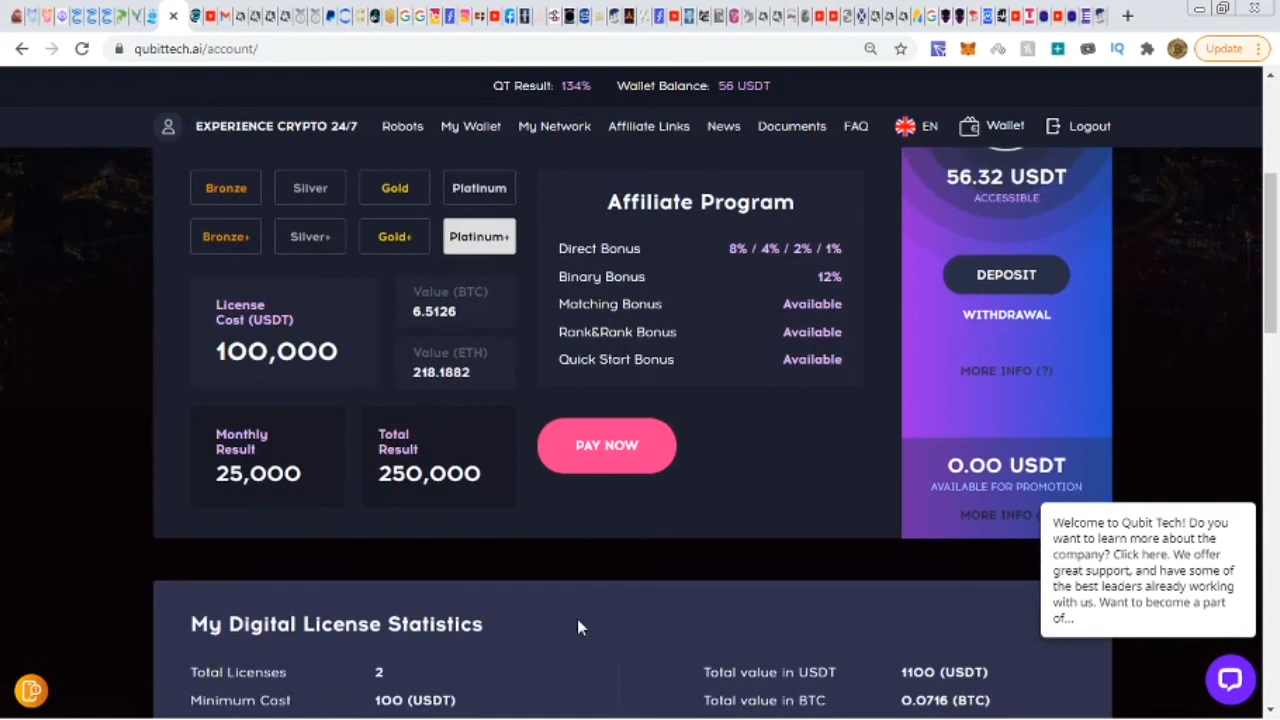 qubittech.ai/account/
Update
QT Result: 134% Wallet Balance: 56 USDT
EXPERIENCE CRYPTO 24/7 Robots My Wallet My Network Affiliate Links News Documents FAQ EN Wallet Logout
Bronze Silver Gold Platinum
Bronze+ Silver+ Gold+ Platinum+
License
Cost (USDT)
100,000
Value (BTC)
6.5126
Value (ETH)
218.1882
Monthly
Result
25,000
Total
Result
250,000
Affiliate Program
Direct Bonus 8% / 4% / 2% / 1%
Binary Bonus 12%
Matching Bonus Available
Rank&Rank Bonus Available
Quick Start Bonus Available
PAY NOW
56.32 USDT
ACCESSIBLE
DEPOSIT
WITHDRAWAL
MORE INFO (?)
0.00 USDT
AVAILABLE FOR PROMOTION
MORE INFO (
Welcome to Qubit Tech! Do you
want to learn more about the
company? Click here. We offer
great support, and have some of
the best leaders already working
with us. Want to become a part
of...
My Digital License Statistics
Total Licenses 2 Total value in USDT 1100 (USDT)
Minimum Cost 100 (USDT) Total value in BTC 0.0716 (BTC)